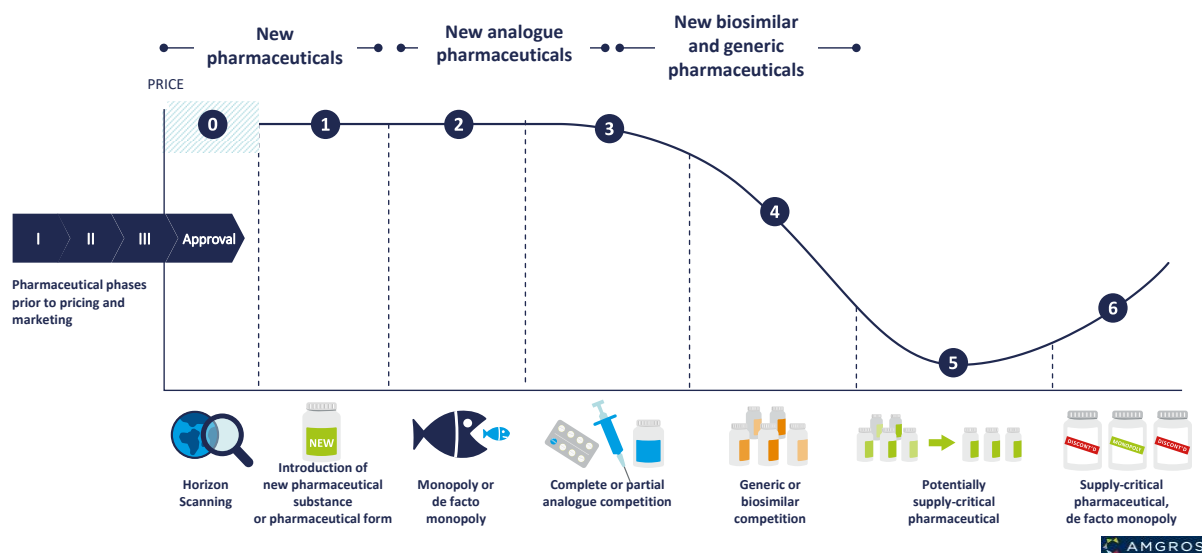 New
pharmaceuticals
New analogue
pharmaceuticals
New biosimilar
and generic
pharmaceuticals
PRICE
0
1
2
3
4
5
6
I
II
III
Approval
Pharmaceutical phases
prior to pricing and
marketing
NEW
DISCONT'D
MONOPOLY
DISCONT'D
Horizon
Scanning
Introduction of
new pharmaceutical
substance
or pharmaceutical form
Monopoly or
de facto
monopoly
Complete or partial
analogue competition
Generic or
biosimilar
competition
Potentially
supply-critical
pharmaceutical
Supply-critical
pharmaceutical,
de facto monopoly
AMGROS